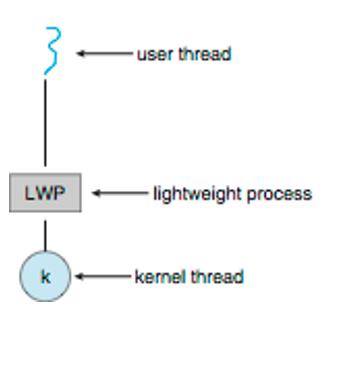 user thread
LWP
lightweight process
k
kernel thread